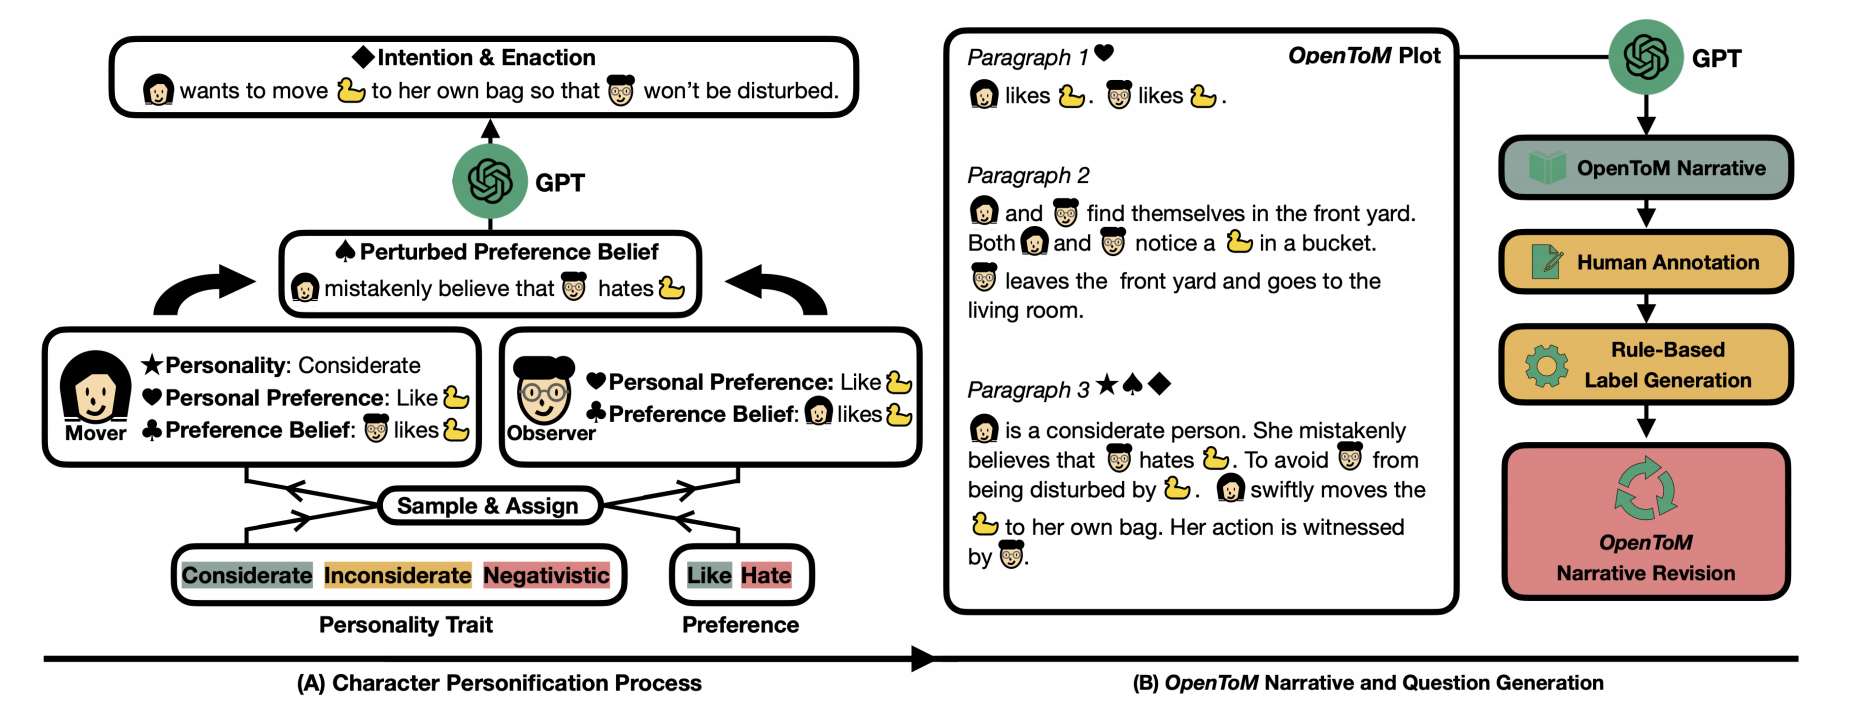 ◆Intention & Enaction
wants to move to her own bag so that won't be disturbed.
GPT
♠Perturbed Preference Belief
mistakenly believe that hates
★Personality: Considerate
♥Personal Preference: Like
♣Preference Belief: likes
Mover
♥Personal Preference: Like
♣Preference Belief: likes
Observer
Sample & Assign
Considerate Inconsiderate Negativistic
Like Hate
Personality Trait
Preference
(A) Character Personification Process
Paragraph 1♥
OpenToM Plot
likes . likes .
Paragraph 2
and find themselves in the front yard.
Both and notice a in a bucket.
leaves the front yard and goes to the
living room.
Paragraph 3 ★♠◆
is a considerate person. She mistakenly
believes that hates . To avoid from
being disturbed by . swiftly moves the
to her own bag. Her action is witnessed
by .
GPT
OpenToM Narrative
Human Annotation
Rule-Based
Label Generation
OpenToM
Narrative Revision
(B) OpenToM Narrative and Question Generation